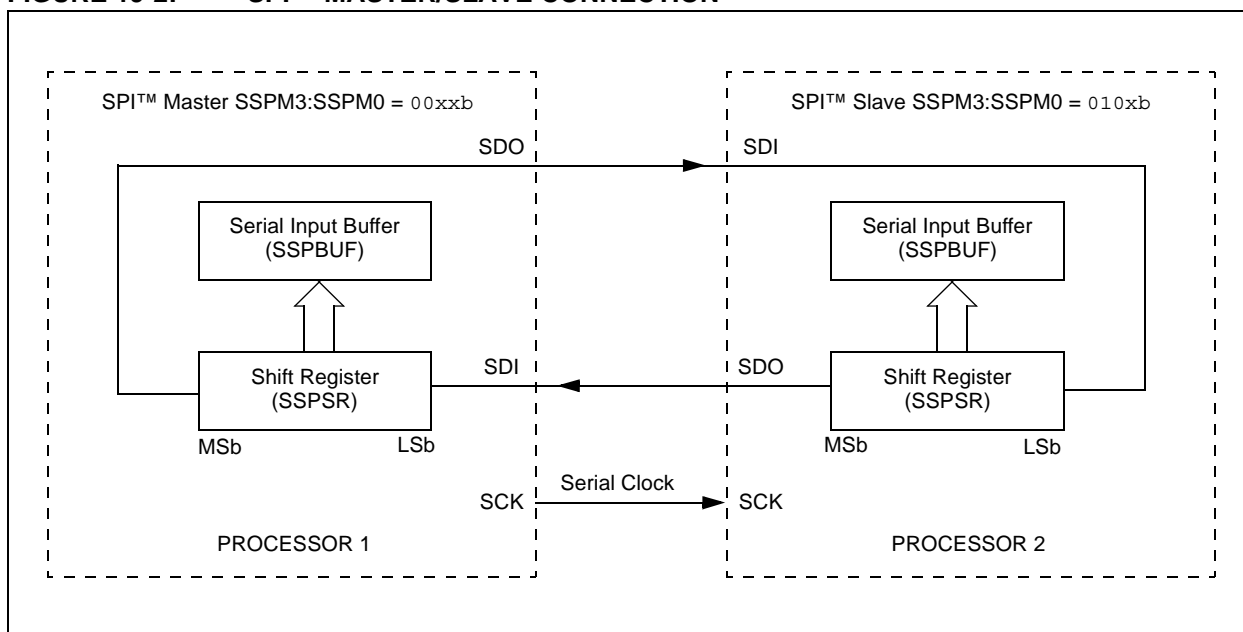 SPI™ Master SSPM3:SSPM0 = 00xxb
SPI™ Slave SSPM3:SSPM0 = 010xb
SDO
SDI
Serial Input Buffer
(SSPBUF)
Serial Input Buffer
(SSPBUF)
SDI
SDO
Shift Register
(SSPSR)
Shift Register
(SSPSR)
MSb
LSb
MSb
LSb
Serial Clock
SCK
SCK
PROCESSOR 1
PROCESSOR 2